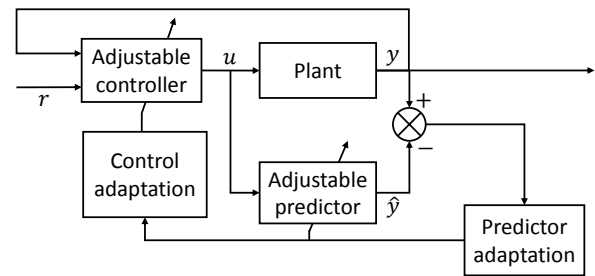 Adjustable
controller
r
u
Plant
y
+
−
Control
adaptation
Adjustable
predictor
ŷ
Predictor
adaptation